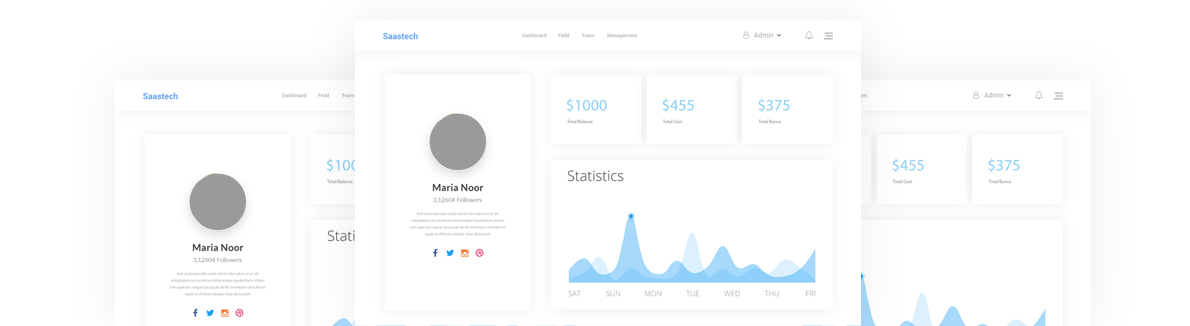 Saastech
Dashboard Fedd Team Management
Admin
Maria Noor
3,12604 Followers
$1000
Total Balance
$455
Total Cost
$375
Total Bonus
Statistics
SAT SUN MON TUE WED THU FRI
Saastech
Dashboard Fedd Team
Maria Noor
3,12604 Followers
$100
Total Balance
Stati
Admin
$455
Total Cost
$375
Total Bonus